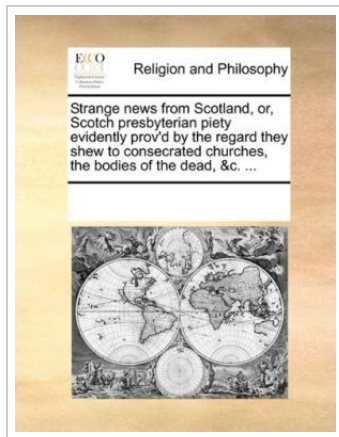 ECCO
Religion and Philosophy
Strange news from Scotland, or,
Scotch presbyterian piety
evidently prov'd by the regard they
shew to consecrated churches,
the bodies of the dead, &c. ...